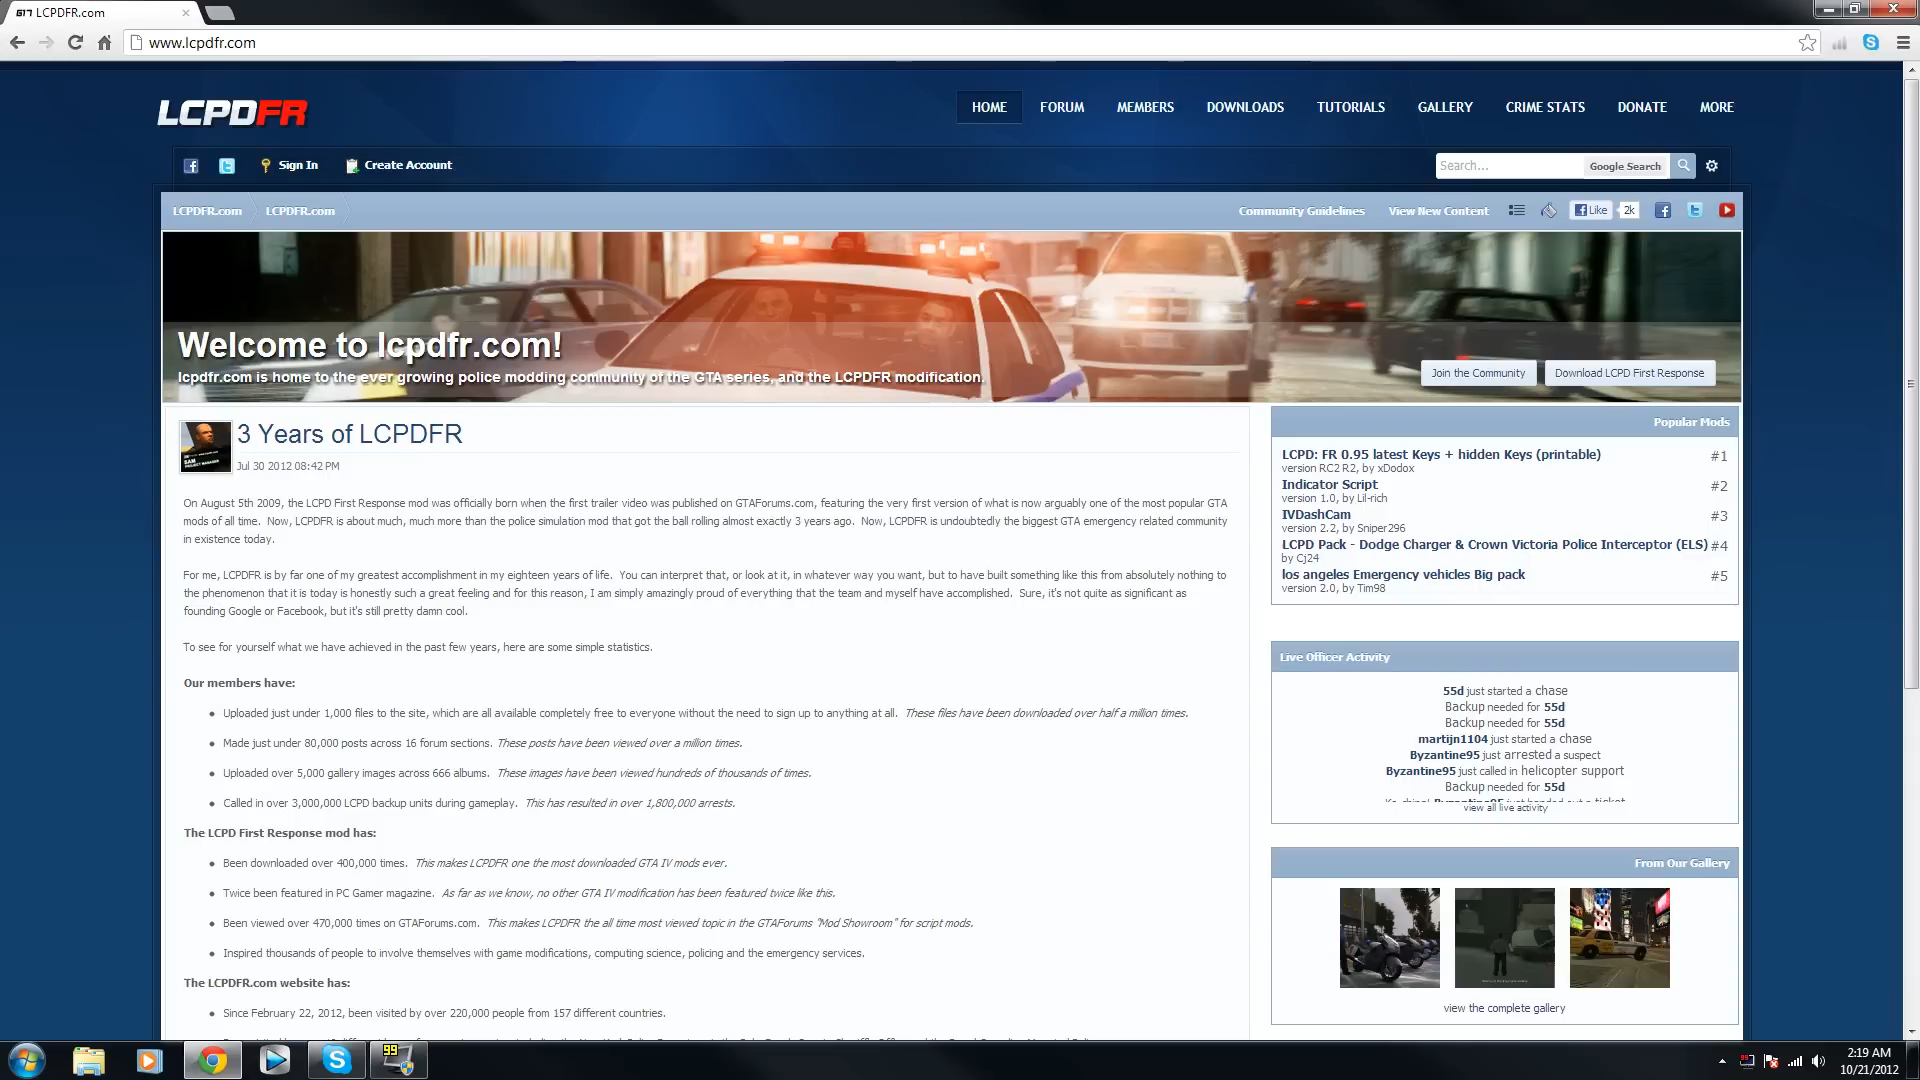 LCPDFR.com
www.lcpdfr.com
LCPDFR
HOME FORUM MEMBERS DOWNLOADS TUTORIALS GALLERY CRIME STATS DONATE MORE
Sign In Create Account
Search... Google Search
LCPDFR.com LCPDFR.com
Community Guidelines View New Content Like 2k
Welcome to lcpdfr.com!
lcpdfr.com is home to the ever growing police modding community of the GTA series, and the LCPDFR modification.
Join the Community Download LCPD First Response
3 Years of LCPDFR
Jul 30 2012 08:42 PM
On August 5th 2009, the LCPD First Response mod was officially born when the first trailer video was published on GTAForums.com, featuring the very first version of what is now arguably one of the most popular GTA
mods of all time. Now, LCPDFR is about much, much more than the police simulation mod that got the ball rolling almost exactly 3 years ago. Now, LCPDFR is undoubtedly the biggest GTA emergency related community
in existence today.
For me, LCPDFR is by far one of my greatest accomplishment in my eighteen years of life. You can interpret that, or look at it, in whatever way you want, but to have built something like this from absolutely nothing to
the phenomenon that it is today is honestly such a great feeling and for this reason, I am simply amazingly proud of everything that the team and myself have accomplished. Sure, it's not quite as significant as
founding Google or Facebook, but it's still pretty damn cool.
To see for yourself what we have achieved in the past few years, here are some simple statistics.
Our members have:
Uploaded just under 1,000 files to the site, which are all available completely free to everyone without the need to sign up to anything at all. These files have been downloaded over half a million times.
Made just under 80,000 posts across 16 forum sections. These posts have been viewed over a million times.
Uploaded over 5,000 gallery images across 666 albums. These images have been viewed hundreds of thousands of times.
Called in over 3,000,000 LCPD backup units during gameplay. This has resulted in over 1,800,000 arrests.
The LCPD First Response mod has:
Been downloaded over 400,000 times. This makes LCPDFR one the most downloaded GTA IV mods ever.
Twice been featured in PC Gamer magazine. As far as we know, no other GTA IV modification has been featured twice like this.
Been viewed over 470,000 times on GTAForums.com. This makes LCPDFR the all time most viewed topic in the GTAForums "Mod Showroom" for script mods.
Inspired thousands of people to involve themselves with game modifications, computing science, policing and the emergency services.
The LCPDFR.com website has:
Since February 22, 2012, been visited by over 220,000 people from 157 different countries.
Popular Mods
LCPD: FR 0.95 latest Keys + hidden Keys (printable) #1
version RC2 R2, by xDodox
Indicator Script #2
version 1.0, by Lil-rich
IVDashCam #3
version 2.2, by Sniper296
LCPD Pack - Dodge Charger & Crown Victoria Police Interceptor (ELS) #4
by Cj24
los angeles Emergency vehicles Big pack #5
version 2.0, by Tim98
Live Officer Activity
55d just started a chase
Backup needed for 55d
Backup needed for 55d
martijn1104 just started a chase
Byzantine95 just arrested a suspect
Byzantine95 just called in helicopter support
Backup needed for 55d
view all live activity
From Our Gallery
view the complete gallery
99
2:19 AM
10/21/2012